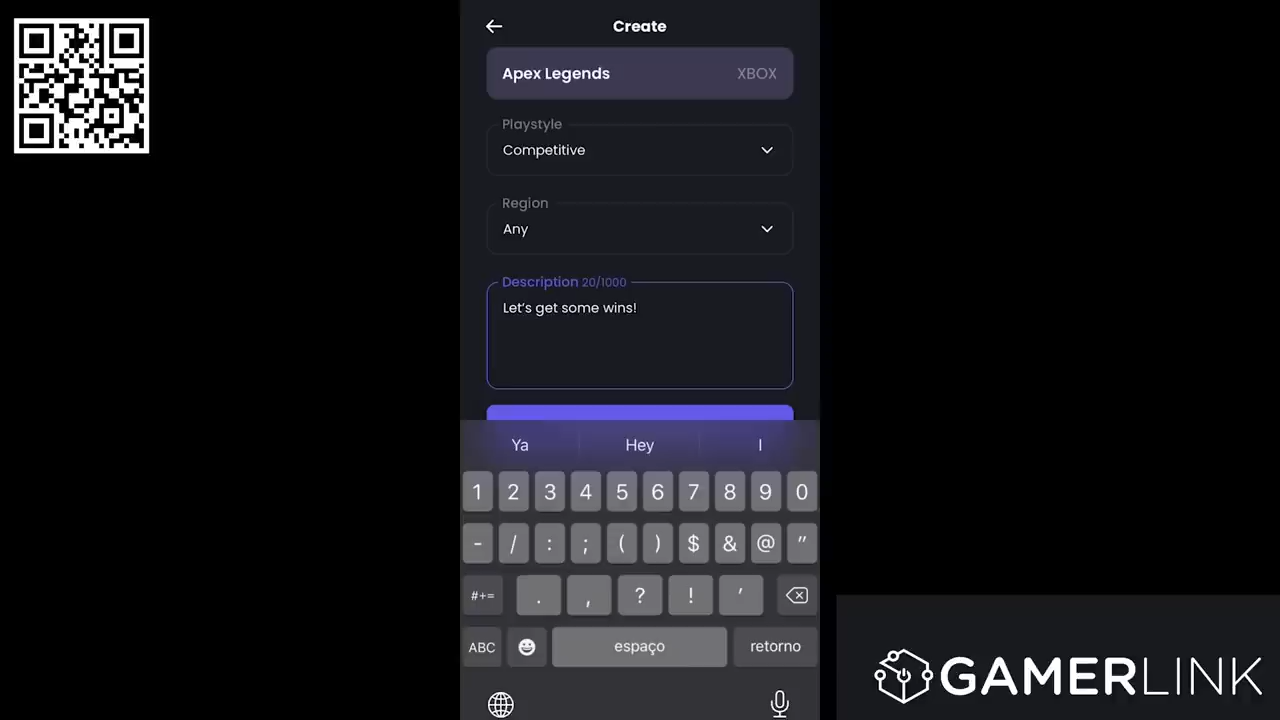 Create
Apex Legends XBOX
Playstyle
Competitive
Region
Any
Description 20/1000
Let's get some wins!
Ya Hey I
1 2 3 4 5 6 7 8 9 0
- / : ; ( ) $ & @ "
#+= . , ? ! '
ABC espaço retorno
GAMERLINK